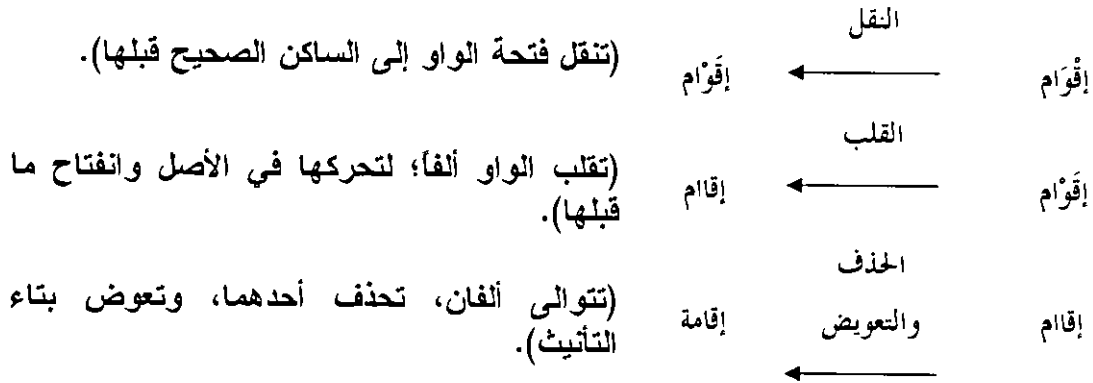 النقل
إقْوَام إقَوْام (تنقل فتحة الواو إلى الساكن الصحيح قبلها).
القلب
إقَوْام إقاام (تقلب الواو ألفاً؛ لتحركها في الأصل وانفتاح ما
قبلها).
الحذف
إقاام والتعويض إقامة (تتوالى ألفان، تحذف أحدهما، وتعوض بتاء
التأنيث).